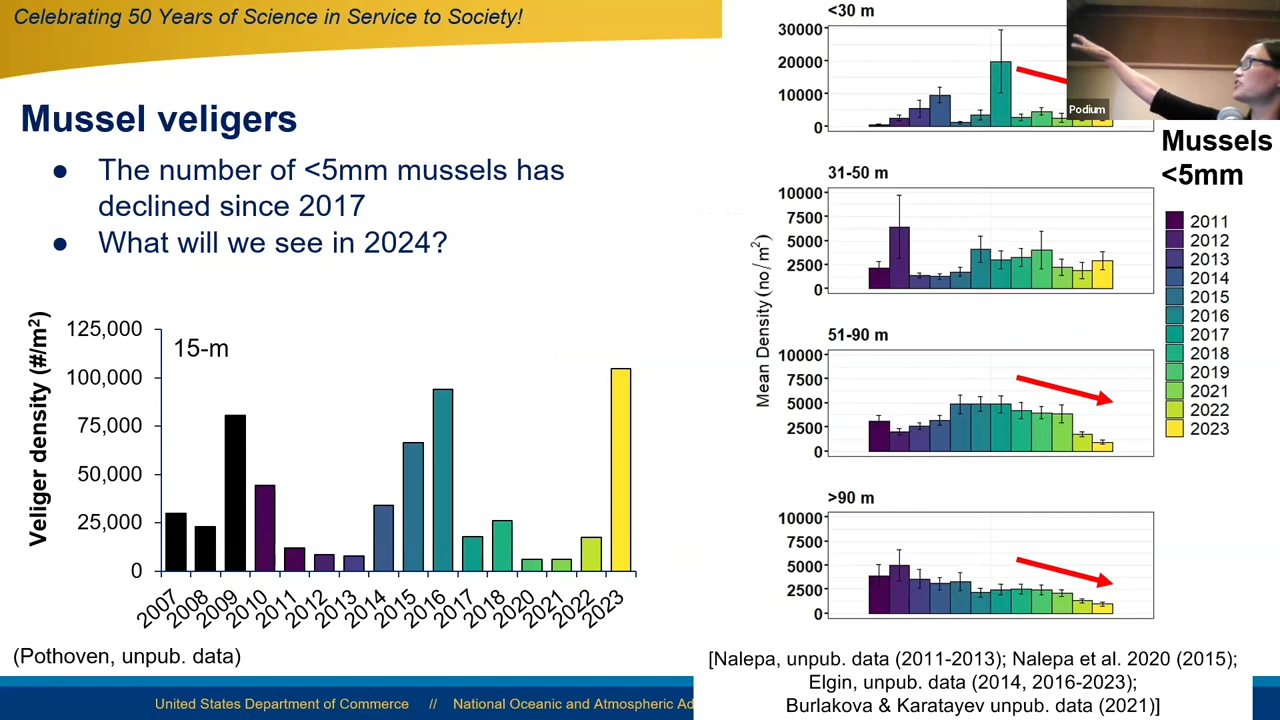 Celebrating 50 Years of Science in Service to Society!
Mussel veligers
● The number of <5mm mussels has
declined since 2017
● What will we see in 2024?
Veliger density (#/m²)
125,000
100,000
75,000
50,000
25,000
0
15-m
2007
2008
2009
2010
2011
2012
2013
2014
2015
2016
2017
2018
2020
2021
2022
2023
(Pothoven, unpub. data)
<30 m
30000
20000
10000
0
31-50 m
10000
7500
5000
2500
0
51-90 m
10000
7500
5000
2500
0
>90 m
10000
7500
5000
2500
0
Mean Density (no/m²)
Podium
Mussels
<5mm
2011
2012
2013
2014
2015
2016
2017
2018
2019
2021
2022
2023
[Nalepa, unpub. data (2011-2013); Nalepa et al. 2020 (2015);
Elgin, unpub. data (2014, 2016-2023);
Burlakova & Karatayev unpub. data (2021)]
United States Department of Commerce // National Oceanic and Atmospheric Ad